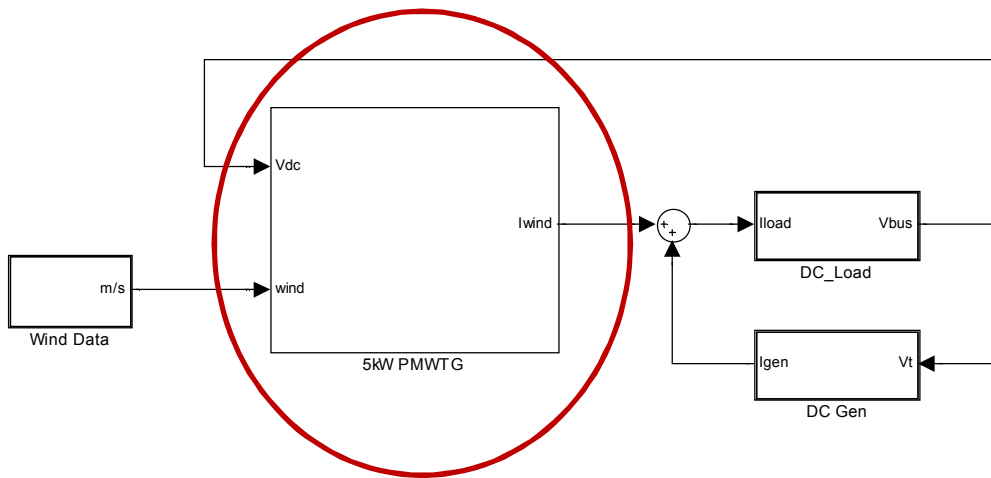 Vdc
Iwind
Iload
Vbus
+
+
DC_Load
m/s
wind
Wind Data
5kW PMWTG
Igen
Vt
DC Gen